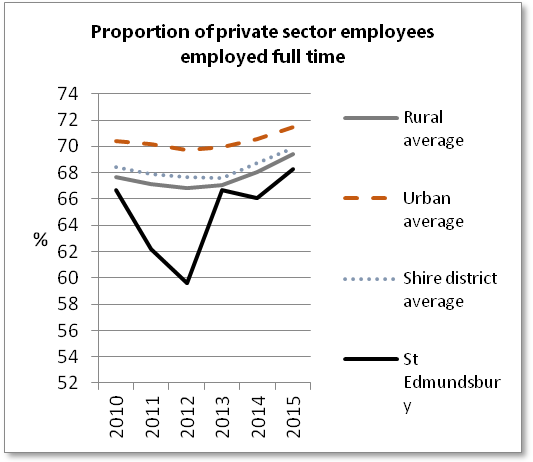 Proportion of private sector employees
employed full time
74
72
70
68
66
64
62
60
58
56
54
52
%
2010
2011
2012
2013
2014
2015
Rural
average
Urban
average
Shire district
average
St
Edmundsbur
y